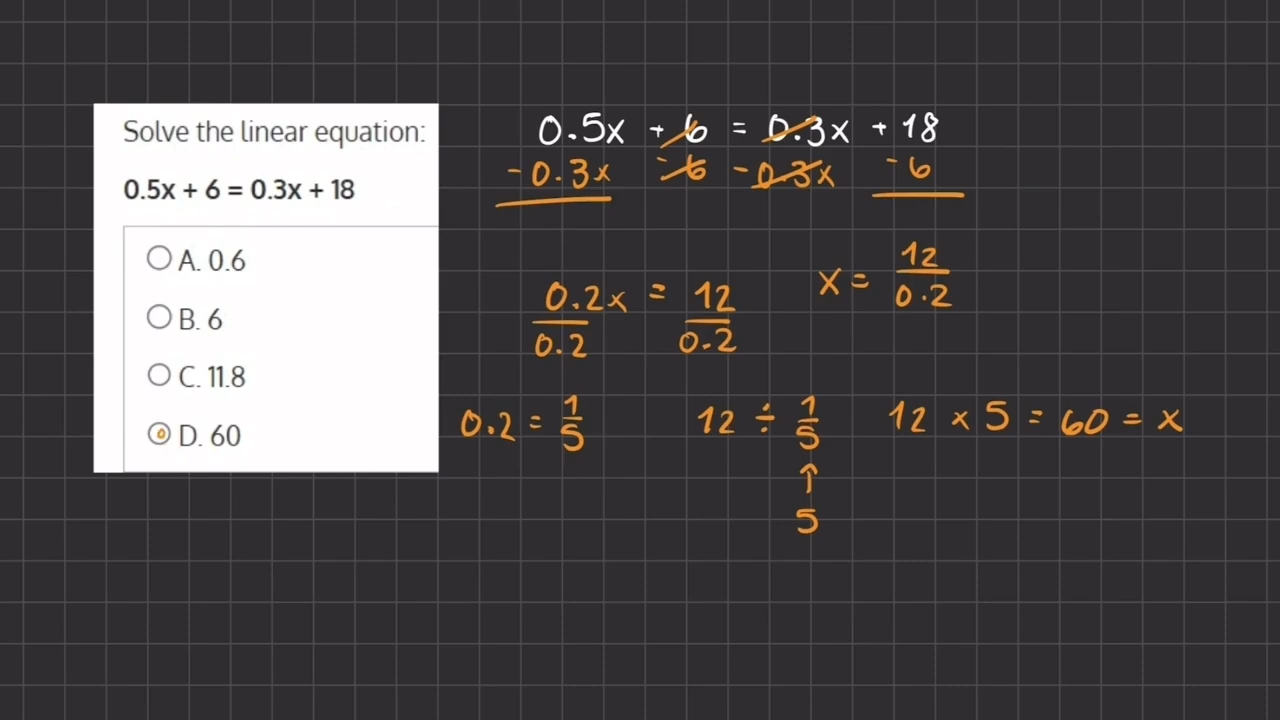 Solve the linear equation:
0.5x + 6 = 0.3x + 18
A. 0.6
B. 6
C. 11.8
D. 60
0.5x + 6 = 0.3x + 18
- 0.3x - 6 - 0.3x - 6
0.2x = 12
0.2 0.2
x = 12
0.2
0.2 = 1/5
12 ÷ 1/5
5
12 x 5 = 60 = x